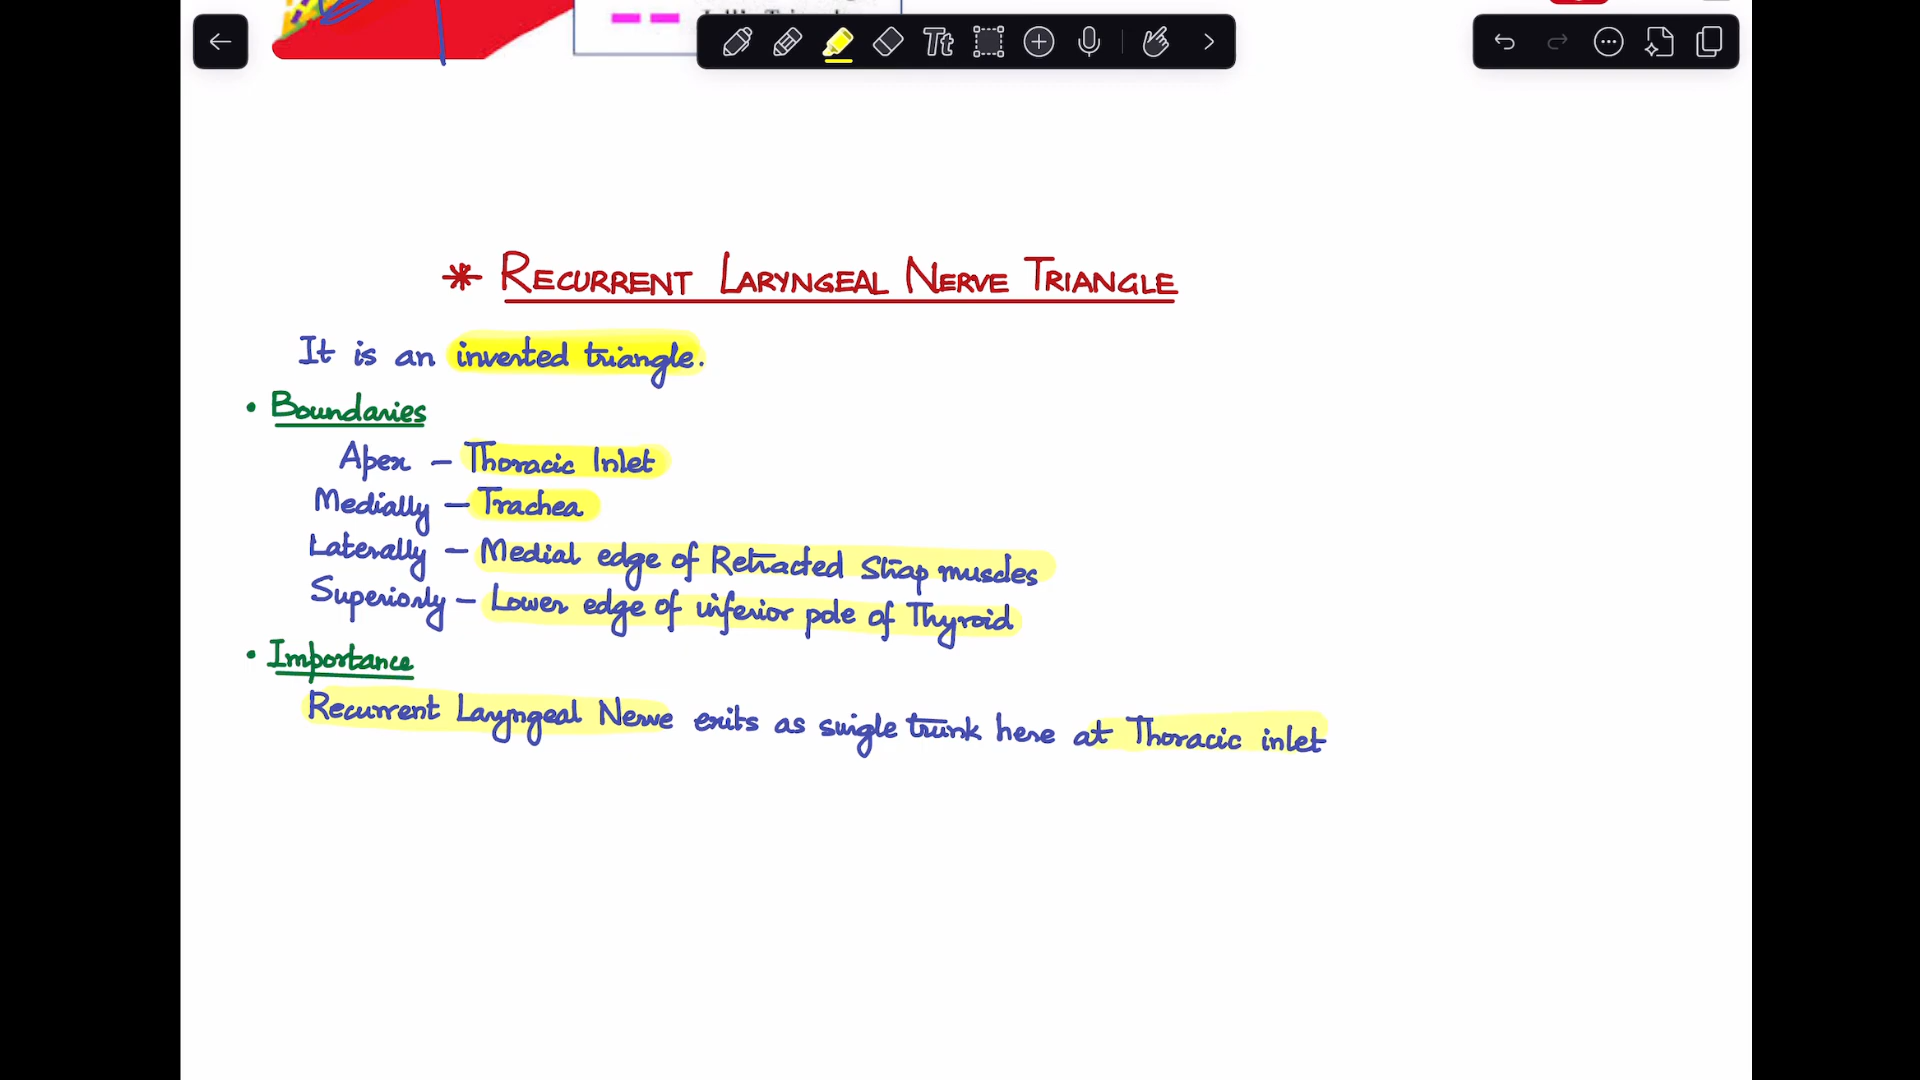 Tt
* RECURRENT LARYNGEAL NERVE TRIANGLE
It is an inverted triangle.
• Boundaries
Apex – Thoracic Inlet
Medially – Trachea
Laterally – Medial edge of Retracted Strap muscles
Superiorly – Lower edge of inferior pole of Thyroid
• Importance
Recurrent Laryngeal Nerve exits as single trunk here at Thoracic inlet